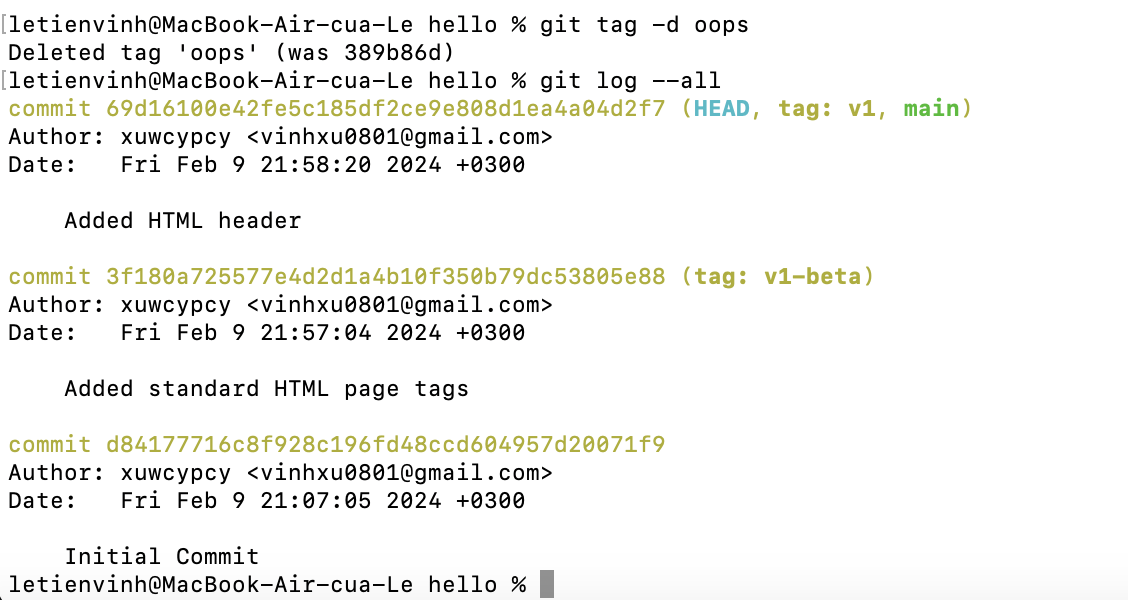 [letienvinh@MacBook-Air-cua-Le hello % git tag -d oops
Deleted tag 'oops' (was 389b86d)
[letienvinh@MacBook-Air-cua-Le hello % git log --all
commit 69d16100e42fe5c185df2ce9e808d1ea4a04d2f7 (HEAD, tag: v1, main)
Author: xuwcypcy <vinhxu0801@gmail.com>
Date:   Fri Feb 9 21:58:20 2024 +0300
    Added HTML header
commit 3f180a725577e4d2d1a4b10f350b79dc53805e88 (tag: v1-beta)
Author: xuwcypcy <vinhxu0801@gmail.com>
Date:   Fri Feb 9 21:57:04 2024 +0300
    Added standard HTML page tags
commit d84177716c8f928c196fd48ccd604957d20071f9
Author: xuwcypcy <vinhxu0801@gmail.com>
Date:   Fri Feb 9 21:07:05 2024 +0300
    Initial Commit
letienvinh@MacBook-Air-cua-Le hello %